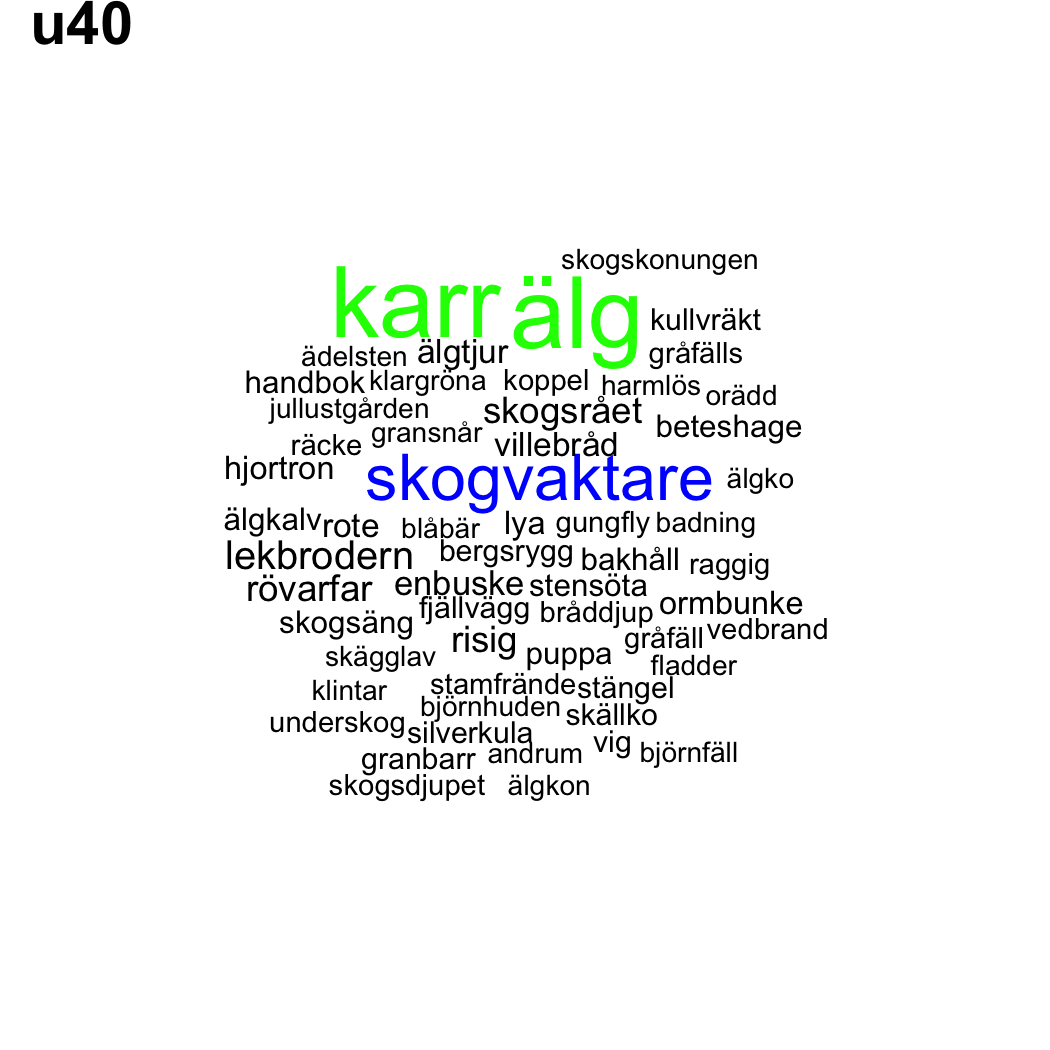 u40
skogskonungen
karr älg kullvräkt
ädelsten älgtjur gråfälls
handbok klargröna koppel harmlös orädd
jullustgården skogsrået beteshage
räcke gransnår villebråd
hjortron skogvaktare älgko
älgkalv rote blåbär lya gungfly badning
lekbrodern bergsrygg bakhåll raggig
rövarfar enbuske stensöta
skogsäng fjällvägg bråddjup ormbunke
risig gråfäll vedbrand
skägglav puppa fladder
klintar stamfrände stängel
underskog björnhuden skällko
silverkula vig björnfäll
granbarr andrum
skogsdjupet älgkon